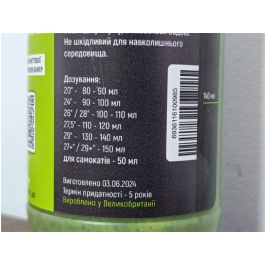 Не шкідливий для навколишнього
середовища.
Дозування:
20" - 80 - 90 мл
24" - 90 - 100 мл
26" / 28" - 100 - 110 мл
27,5" - 110 - 120 мл
29" - 130 - 140 мл
27+" / 29+" - 150 мл
для самокатів - 50 мл
Виготовлено 03.06.2024
Термін придатності - 5 років
Вироблено у Великобританії
6936116100985
140 мл